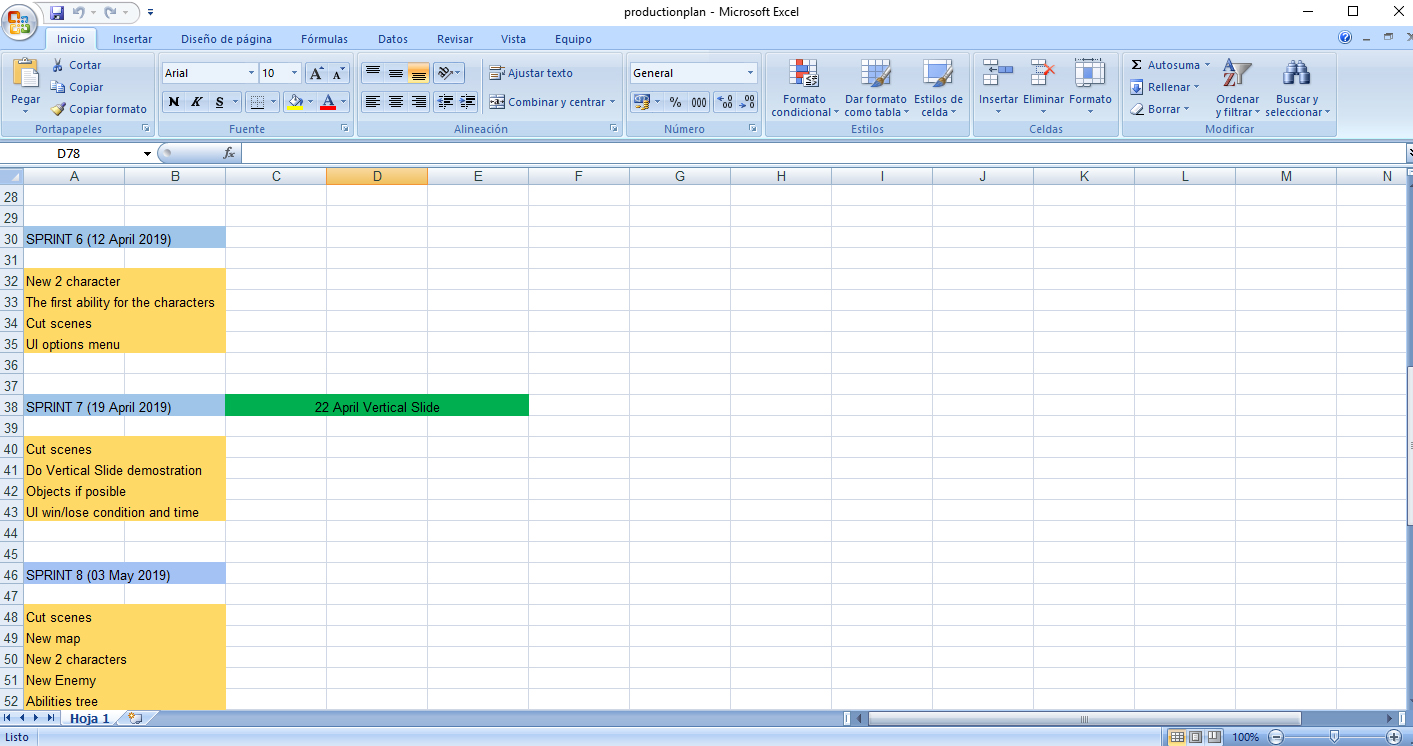 productionplan - Microsoft Excel
Inicio Insertar Diseño de página Fórmulas Datos Revisar Vista Equipo
Pegar Cortar Copiar Copiar formato
Portapapeles
Arial 10 A A
N K S A
Fuente
Ajustar texto
Combinar y centrar
Alineación
General
% 000
Número
Formato condicional Dar formato como tabla Estilos de celda
Estilos
Insertar Eliminar Formato
Celdas
Σ Autosuma
Rellenar
Borrar
Ordenar y filtrar Buscar y seleccionar
Modificar
D78 fx
A B C D E F G H I J K L M N
28
29
30 SPRINT 6 (12 April 2019)
31
32 New 2 character
33 The first ability for the characters
34 Cut scenes
35 UI options menu
36
37
38 SPRINT 7 (19 April 2019) 22 April Vertical Slide
39
40 Cut scenes
41 Do Vertical Slide demostration
42 Objects if posible
43 UI win/lose condition and time
44
45
46 SPRINT 8 (03 May 2019)
47
48 Cut scenes
49 New map
50 New 2 characters
51 New Enemy
52 Abilities tree
Hoja 1
Listo 100%